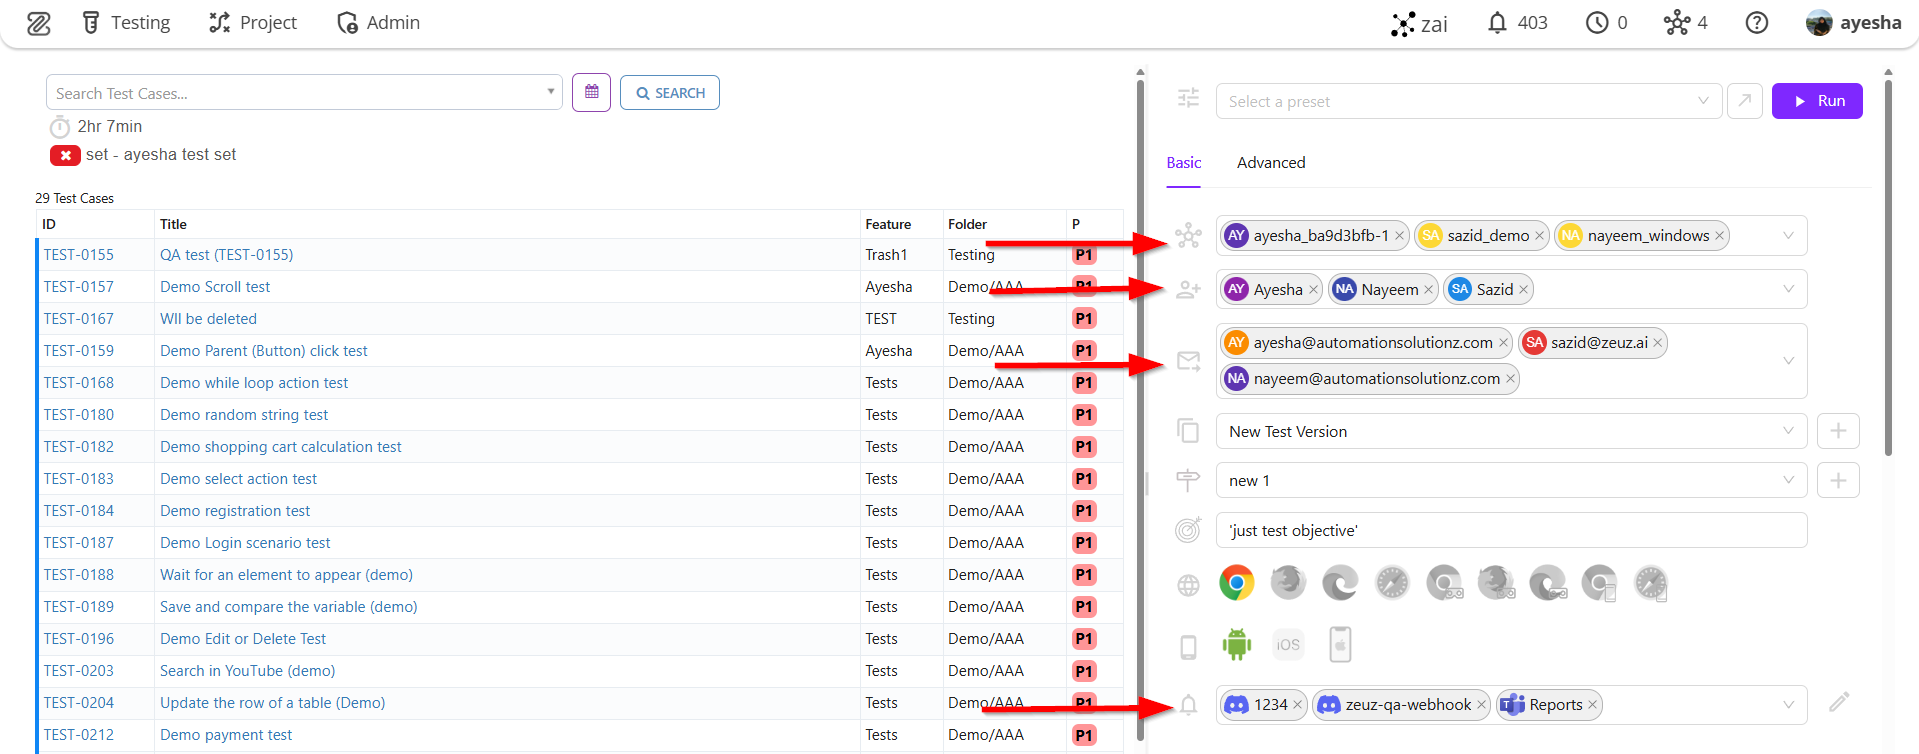 Testing Project Admin zai 403 0 4 ayesha
Search Test Cases... SEARCH
2hr 7min
set - ayesha test set
29 Test Cases
ID Title Feature Folder P
TEST-0155 QA test (TEST-0155) Trash1 Testing P1
TEST-0157 Demo Scroll test Ayesha Demo/AAA P1
TEST-0167 WIl be deleted TEST Testing P1
TEST-0159 Demo Parent (Button) click test Ayesha Demo/AAA P1
TEST-0168 Demo while loop action test Tests Demo/AAA P1
TEST-0180 Demo random string test Tests Demo/AAA P1
TEST-0182 Demo shopping cart calculation test Tests Demo/AAA P1
TEST-0183 Demo select action test Tests Demo/AAA P1
TEST-0184 Demo registration test Tests Demo/AAA P1
TEST-0187 Demo Login scenario test Tests Demo/AAA P1
TEST-0188 Wait for an element to appear (demo) Tests Demo/AAA P1
TEST-0189 Save and compare the variable (demo) Tests Demo/AAA P1
TEST-0196 Demo Edit or Delete Test Tests Demo/AAA P1
TEST-0203 Search in YouTube (demo) Tests Demo/AAA P1
TEST-0204 Update the row of a table (Demo) Tests Demo/AAA P1
TEST-0212 Demo payment test Tests Demo/AAA P1
Select a preset Run
Basic Advanced
AY ayesha_ba9d3bfb-1 SA sazid_demo NA nayeem_windows
AY Ayesha NA Nayeem SA Sazid
AY ayesha@automationsolutionz.com SA sazid@zeuz.ai
NA nayeem@automationsolutionz.com
New Test Version
new 1
'just test objective'
iOS
1234 zeuz-qa-webhook Reports